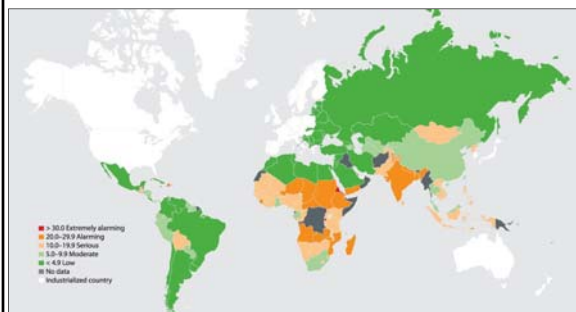 > 30.0 Extremely alarming
20.0–29.9 Alarming
10.0–19.9 Serious
5.0–9.9 Moderate
< 4.9 Low
No data
Industrialized country